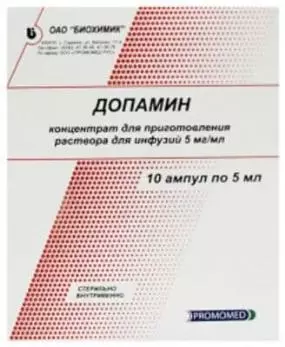 ОАО "БИОХИМИК"
ДОПАМИН
концентрат для приготовления
раствора для инфузий 5 мг/мл
10 ампул по 5 мл
СТЕРИЛЬНО
ВНУТРИВЕННО
PROMOMED